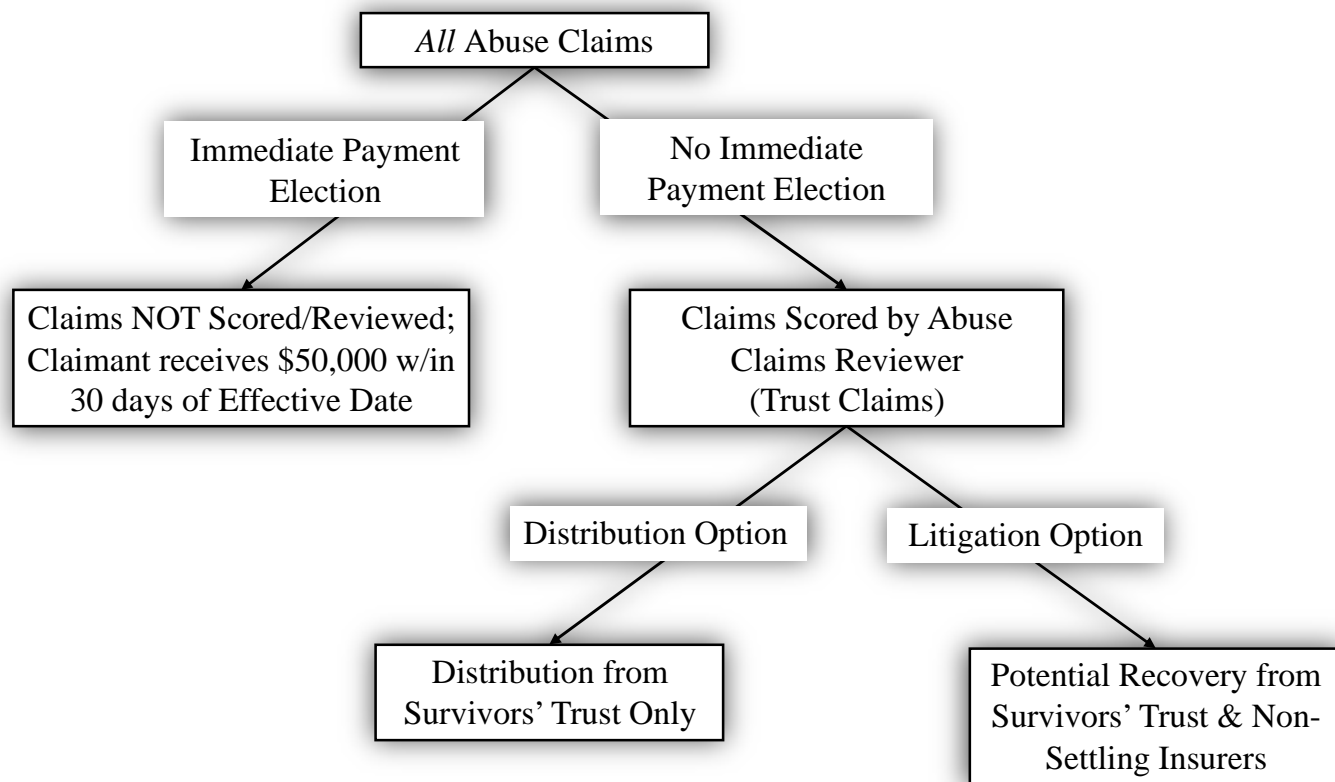 All Abuse Claims
Immediate Payment
Election
No Immediate
Payment Election
Claims NOT Scored/Reviewed;
Claimant receives $50,000 w/in
30 days of Effective Date
Claims Scored by Abuse
Claims Reviewer
(Trust Claims)
Distribution Option
Litigation Option
Distribution from
Survivors’ Trust Only
Potential Recovery from
Survivors’ Trust & Non-
Settling Insurers